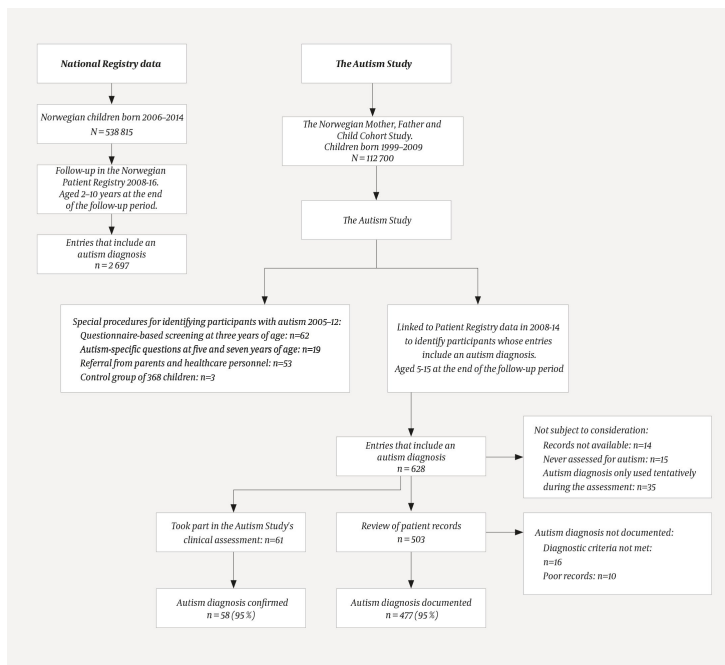 National Registry data
Norwegian children born 2006–2014
N = 538 815
Follow-up in the Norwegian
Patient Registry 2008-16.
Aged 2–10 years at the end
of the follow-up period.
Entries that include an
autism diagnosis
n = 2 697
The Autism Study
The Norwegian Mother, Father and
Child Cohort Study.
Children born 1999–2009
N = 112 700
The Autism Study
Special procedures for identifying participants with autism 2005–12:
Questionnaire-based screening at three years of age: n=62
Autism-specific questions at five and seven years of age: n=19
Referral from parents and healthcare personnel: n=53
Control group of 368 children: n=3
Linked to Patient Registry data in 2008-14
to identify participants whose entries
include an autism diagnosis.
Aged 5-15 at the end of the follow-up period
Entries that include an
autism diagnosis
n = 628
Not subject to consideration:
Records not available: n=14
Never assessed for autism: n=15
Autism diagnosis only used tentatively
during the assessment: n=35
Took part in the Autism Study's
clinical assessment: n=61
Review of patient records
n = 503
Autism diagnosis not documented:
Diagnostic criteria not met:
n=16
Poor records: n=10
Autism diagnosis confirmed
n = 58 (95 %)
Autism diagnosis documented
n = 477 (95 %)